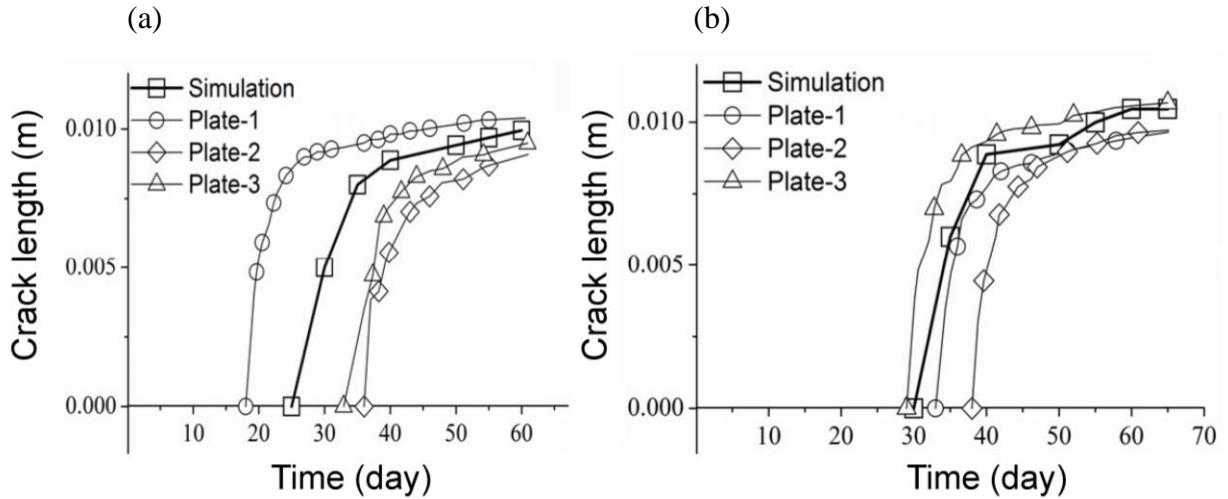 (a)
Simulation
Plate-1
Plate-2
Plate-3
0.010
0.005
0.000
10 20 30 40 50 60
Crack length (m)
Time (day)
(b)
Simulation
Plate-1
Plate-2
Plate-3
0.010
0.005
0.000
10 20 30 40 50 60 70
Crack length (m)
Time (day)